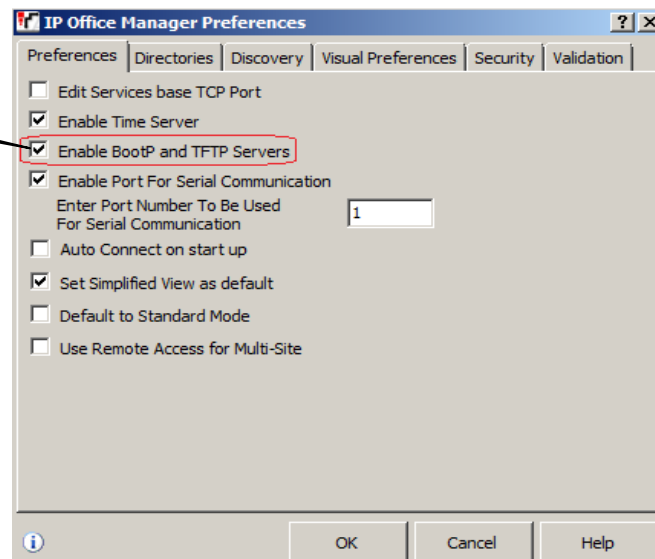 IP Office Manager Preferences
Preferences Directories Discovery Visual Preferences Security Validation
Edit Services base TCP Port
Enable Time Server
Enable BootP and TFTP Servers
Enable Port For Serial Communication
Enter Port Number To Be Used
For Serial Communication
1
Auto Connect on start up
Set Simplified View as default
Default to Standard Mode
Use Remote Access for Multi-Site
OK Cancel Help